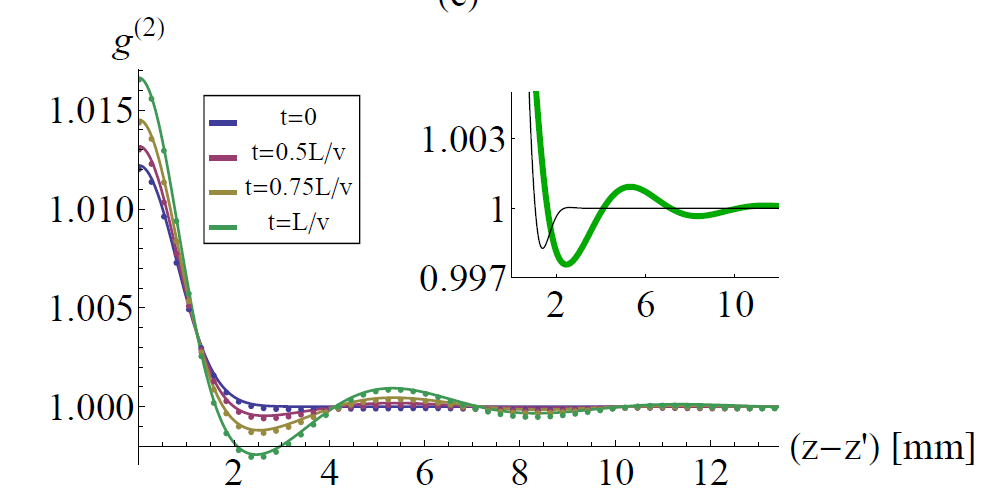 (c)
g(2)
1.015
1.010
1.005
1.000
t=0
t=0.5L/v
t=0.75L/v
t=L/v
1.003
1
0.997
2 6 10
2 4 6 8 10 12
(z−z') [mm]